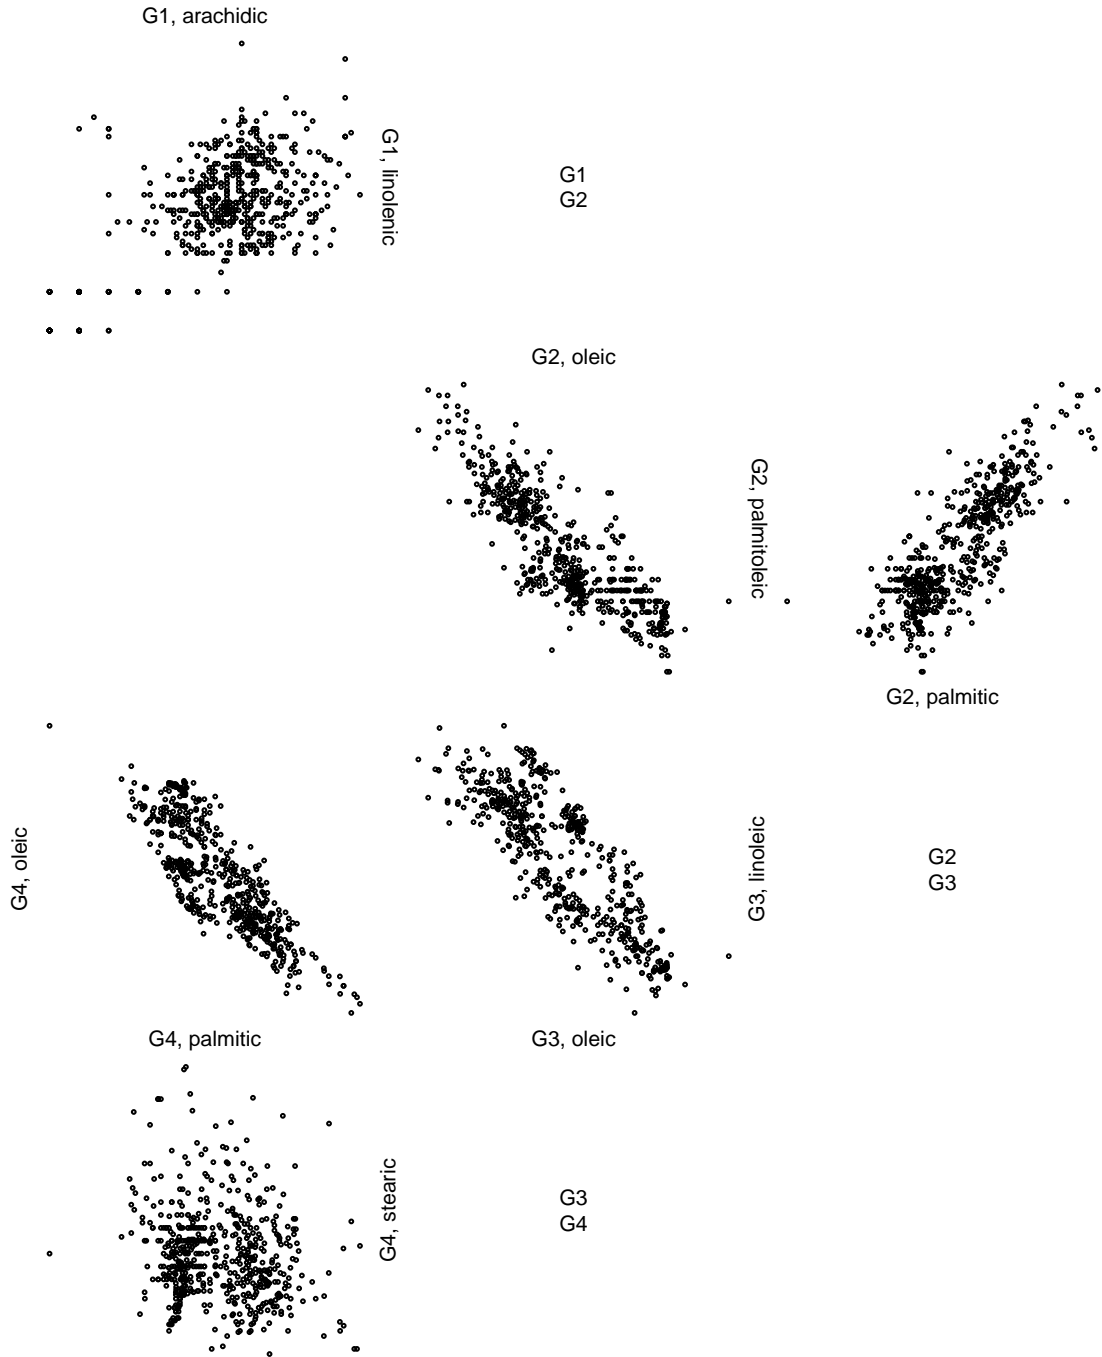 G1, arachidic
G1, linolenic
G1
G2
G2, oleic
G2, palmitoleic
G2, palmitic
G4, oleic
G3, linoleic
G2
G3
G4, palmitic
G3, oleic
G4, stearic
G3
G4